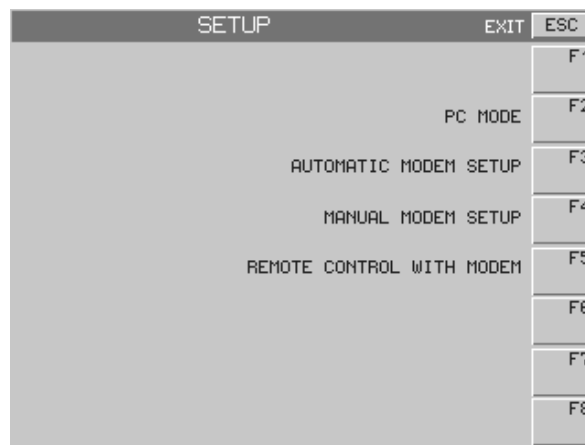 SETUP EXIT ESC
F1
PC MODE F2
AUTOMATIC MODEM SETUP F3
MANUAL MODEM SETUP F4
REMOTE CONTROL WITH MODEM F5
F6
F7
F8